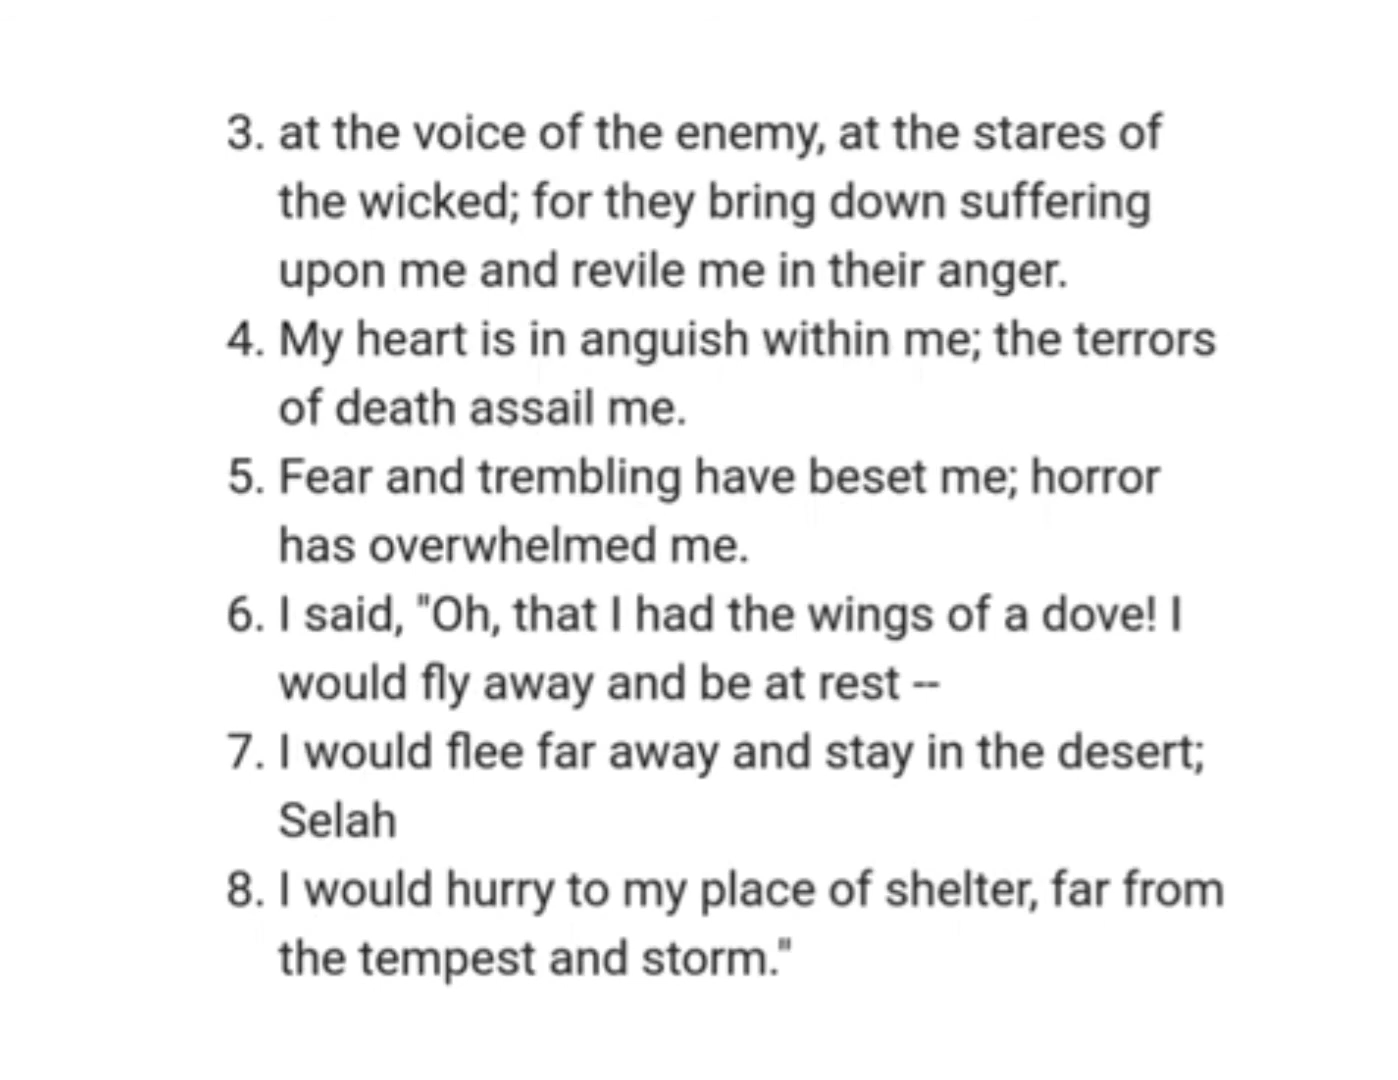 3. at the voice of the enemy, at the stares of
the wicked; for they bring down suffering
upon me and revile me in their anger.
4. My heart is in anguish within me; the terrors
of death assail me.
5. Fear and trembling have beset me; horror
has overwhelmed me.
6. I said, "Oh, that I had the wings of a dove! I
would fly away and be at rest --
7. I would flee far away and stay in the desert;
Selah
8. I would hurry to my place of shelter, far from
the tempest and storm."